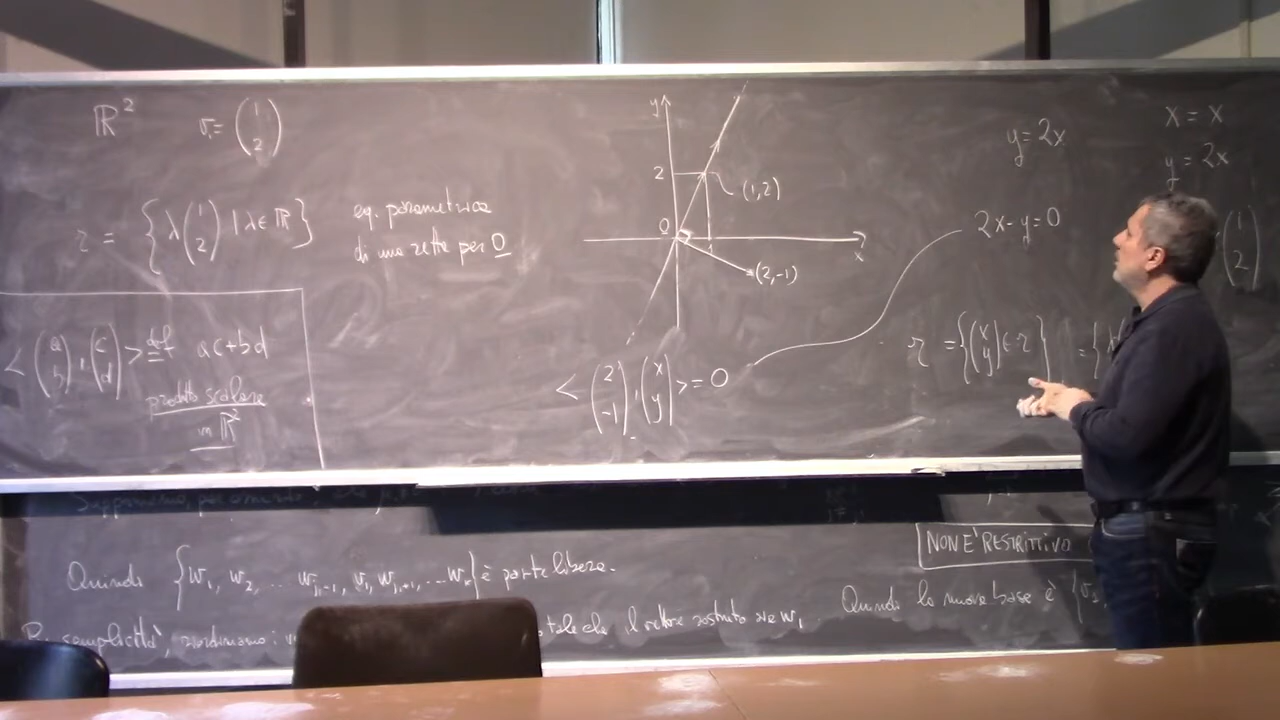 ℝ²
v₁ = (1 2)
r = {λ(1 2) | λ ∈ ℝ}
eq. parametrica
di una retta per 0
<(a b), (c d)> =def ac+bd
prodotto scalare
in ℝ²
y
2
(1,2)
0
1
x
(2,-1)
<(2 -1), (x y)> = 0
y = 2x
2x - y = 0
x = x
y = 2x
(1 2)
r = {(x y) ∈ r} = {λ
Supponiamo, per
Quindi {w₁, w₂, ... wᵢ₋₁, v₁, wᵢ₊₁, ... wₙ} è parte libera.
NON È RESTRITTIVO
semplicità, riordiniamo i
tale che il vettore sostituito sia w₁
Quindi la nuova base è {v₁,